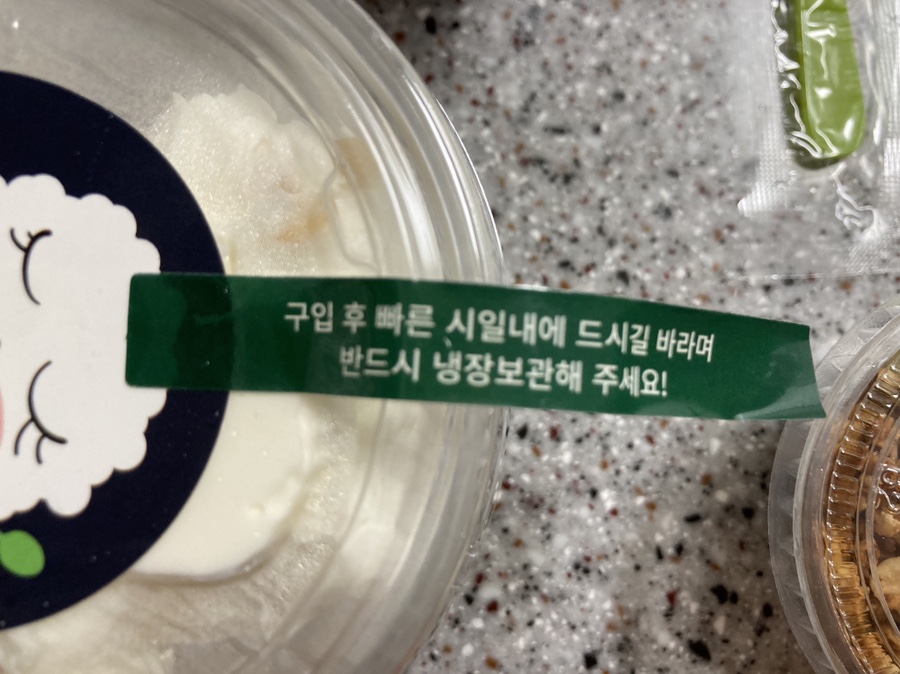 구입 후 빠른 시일내에 드시길 바라며
반드시 냉장보관해 주세요!